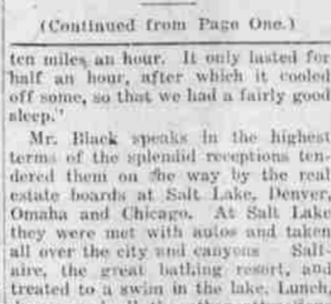 (Continued from Page One.)
ten miles an hour. It only lasted for
half an hour, after which it cooled
off some, so that we had a fairly good
sleep."
Mr. Black speaks in the highest
terms of the splendid receptions ten-
dered them on the way by the real
estate boards at Salt Lake, Denver,
Omaha and Chicago. At Salt Lake
they were met with autos and taken
all over the city and canyons Salt-
aire, the great bathing resort, and
treated to a swim in the lake. Lunch